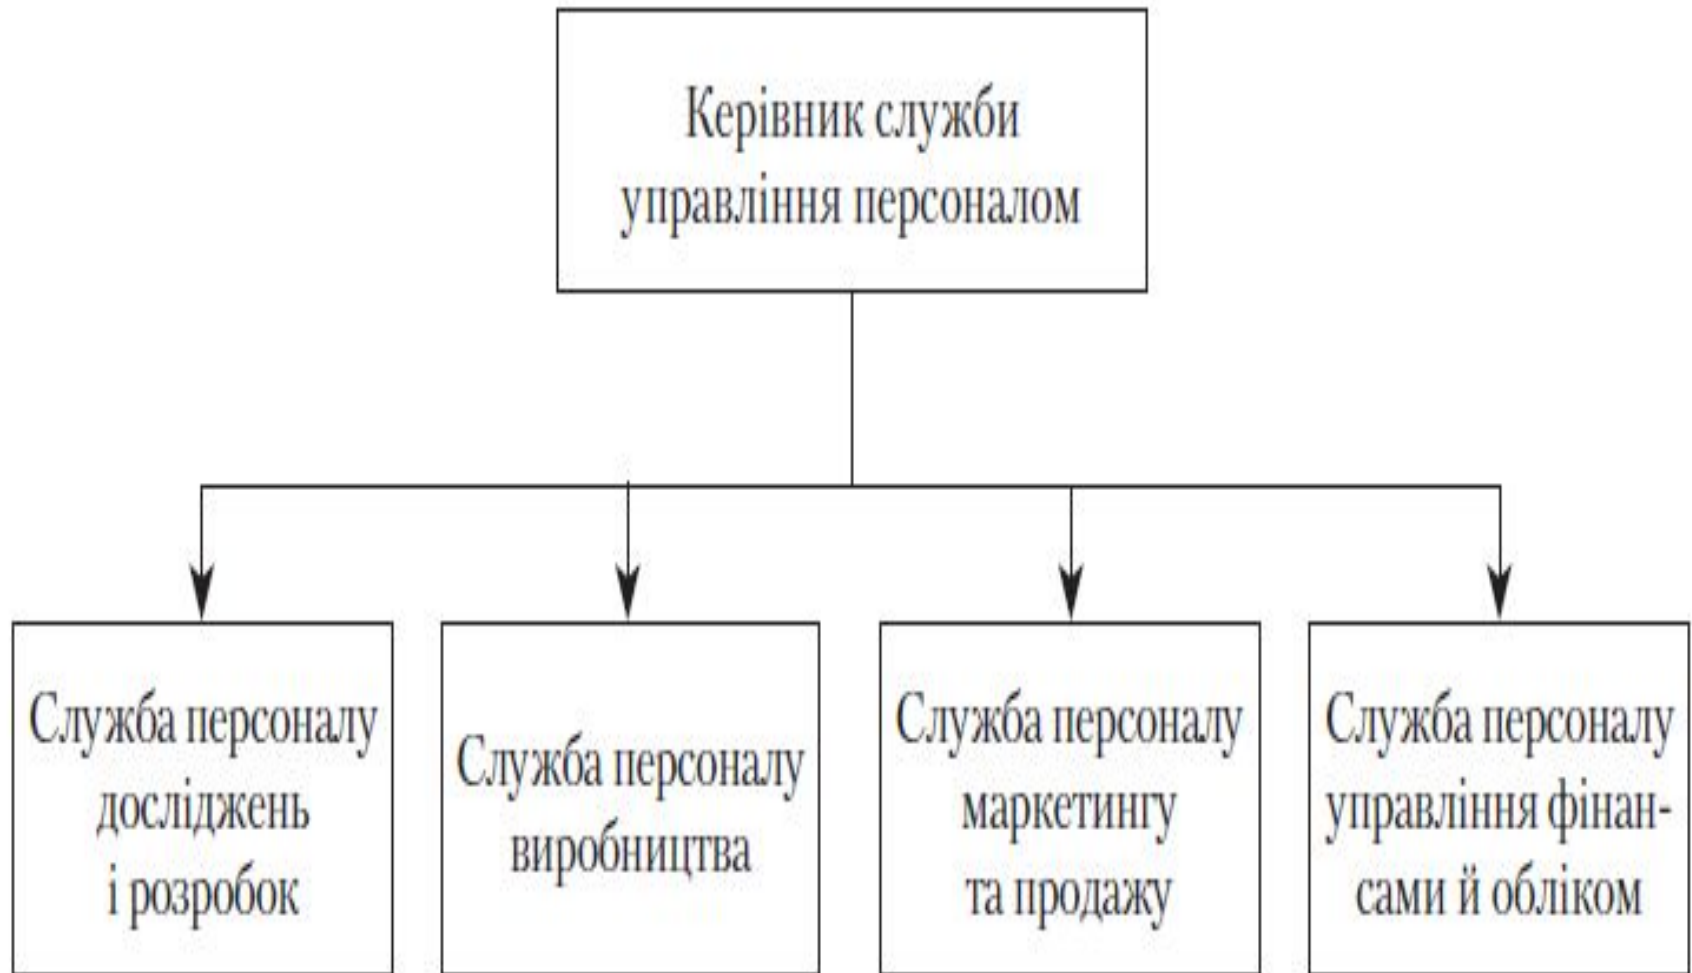 Керівник служби
управління персоналом
Служба персоналу
досліджень
і розробок
Служба персоналу
виробництва
Служба персоналу
маркетингу
та продажу
Служба персоналу
управління фінан-
сами й обліком